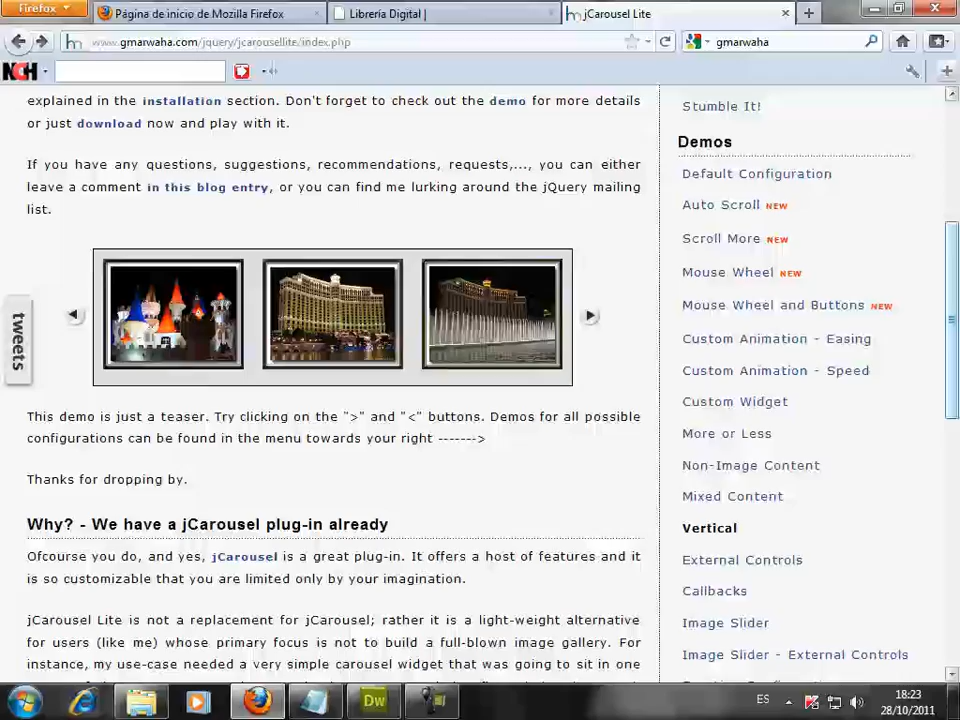 Firefox
Página de inicio de Mozilla Firefox
Librería Digital |
jCarousel Lite
www.gmarwaha.com/jquery/jcarousellite/index.php
gmarwaha
NCH
explained in the installation section. Don't forget to check out the demo for more details
or just download now and play with it.
If you have any questions, suggestions, recommendations, requests,..., you can either
leave a comment in this blog entry, or you can find me lurking around the jQuery mailing
list.
tweets
This demo is just a teaser. Try clicking on the ">" and "<" buttons. Demos for all possible
configurations can be found in the menu towards your right ------->
Thanks for dropping by.
Why? - We have a jCarousel plug-in already
Ofcourse you do, and yes, jCarousel is a great plug-in. It offers a host of features and it
is so customizable that you are limited only by your imagination.
jCarousel Lite is not a replacement for jCarousel; rather it is a light-weight alternative
for users (like me) whose primary focus is not to build a full-blown image gallery. For
instance, my use-case needed a very simple carousel widget that was going to sit in one
Stumble It!
Demos
Default Configuration
Auto Scroll NEW
Scroll More NEW
Mouse Wheel NEW
Mouse Wheel and Buttons NEW
Custom Animation - Easing
Custom Animation - Speed
Custom Widget
More or Less
Non-Image Content
Mixed Content
Vertical
External Controls
Callbacks
Image Slider
Image Slider - External Controls
Dw
ES
18:23
28/10/2011